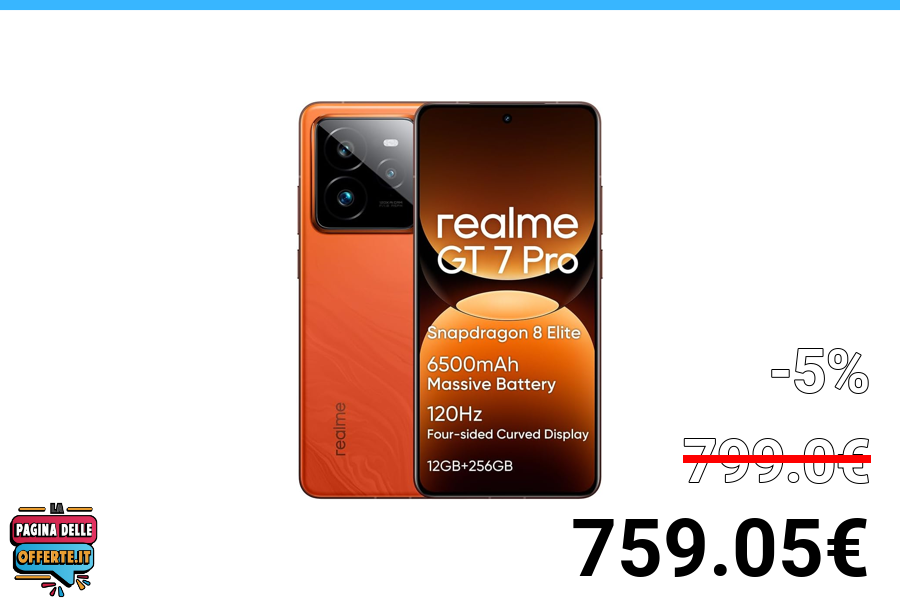 realme
GT 7 Pro
Snapdragon 8 Elite
6500mAh
Massive Battery
120Hz
Four-sided Curved Display
12GB+256GB
realme
-5%
799.0€
759.05€
LA
PAGINA DELLE
OFFERTE.IT